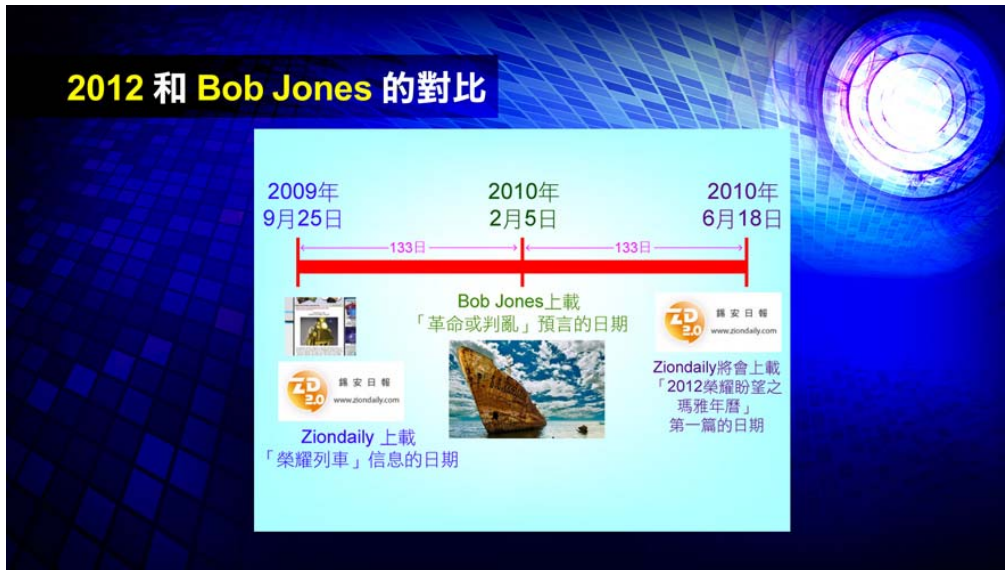 2012 和 Bob Jones 的對比
2009年
9月25日
2010年
2月5日
2010年
6月18日
133日
133日
ZD
2.0
錫安日報
www.ziondaily.com
Ziondaily 上載
「榮耀列車」信息的日期
Bob Jones上載
「革命或判亂」預言的日期
ZD
2.0
錫安日報
www.ziondaily.com
Ziondaily將會上載
「2012榮耀盼望之
瑪雅年曆」
第一篇的日期